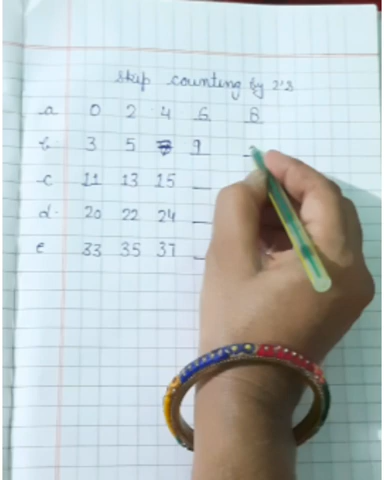 skip counting by 2's
a 0 2 4 6 8
b. 3 5 7 9
c 11 13 15 _
d. 20 22 24 _
e 33 35 37 _